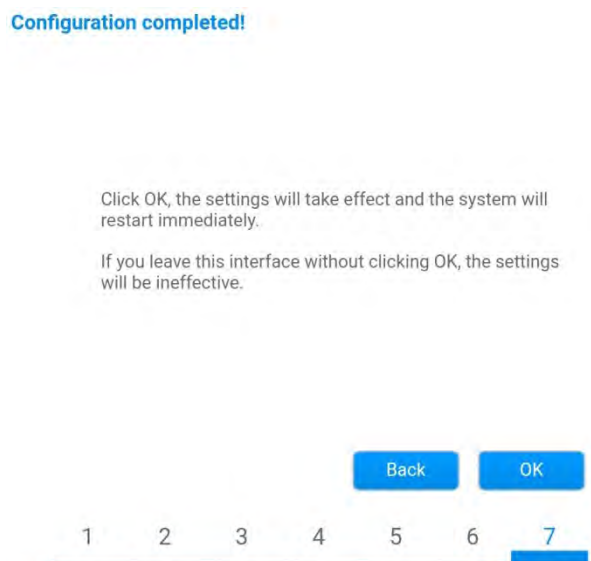 Configuration completed!
Click OK, the settings will take effect and the system will
restart immediately.
If you leave this interface without clicking OK, the settings
will be ineffective.
Back OK
1 2 3 4 5 6 7